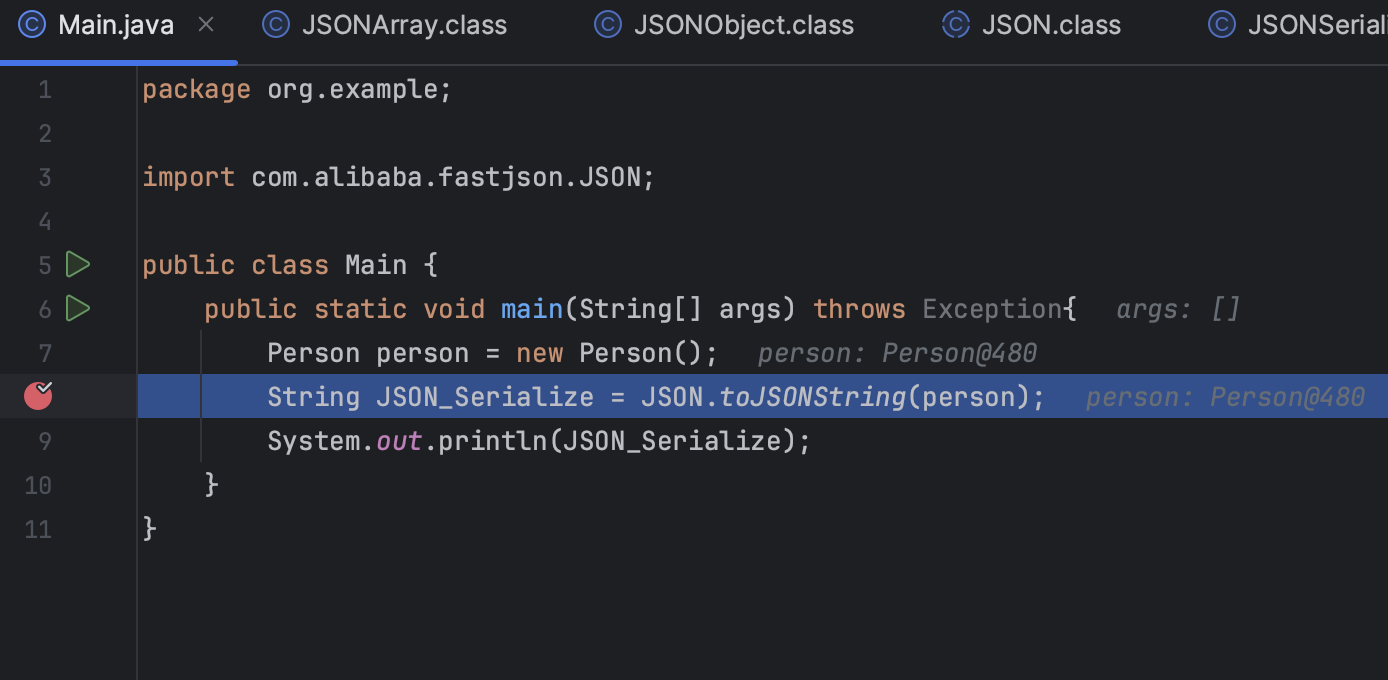 Main.java JSONArray.class JSONObject.class JSON.class JSONSeriali
1 package org.example;
2
3 import com.alibaba.fastjson.JSON;
4
5 public class Main {
6 public static void main(String[] args) throws Exception{ args: []
7 Person person = new Person(); person: Person@480
String JSON_Serialize = JSON.toJSONString(person); person: Person@480
9 System.out.println(JSON_Serialize);
10 }
11 }